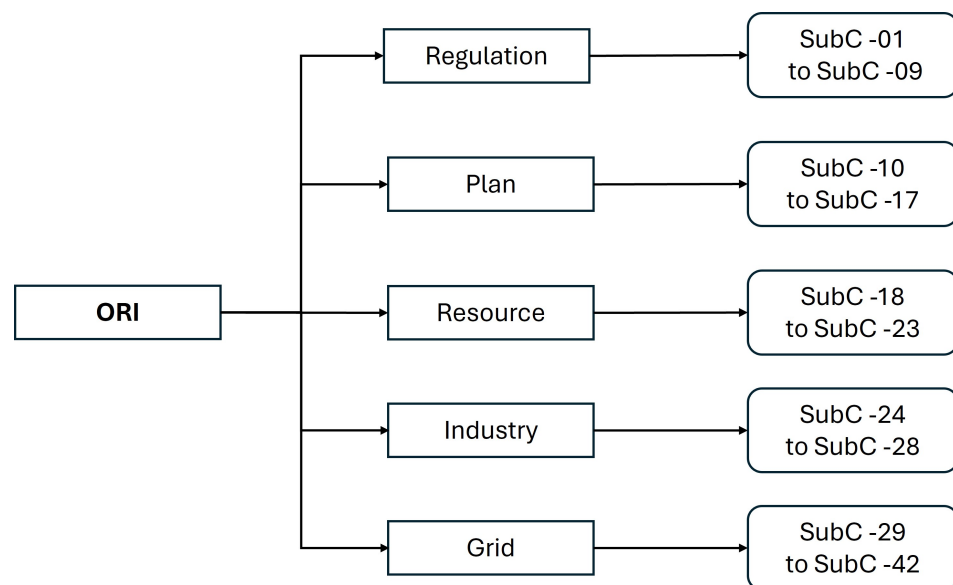 ORI
Regulation
SubC -01
to SubC -09
Plan
SubC -10
to SubC -17
Resource
SubC -18
to SubC -23
Industry
SubC -24
to SubC -28
Grid
SubC -29
to SubC -42